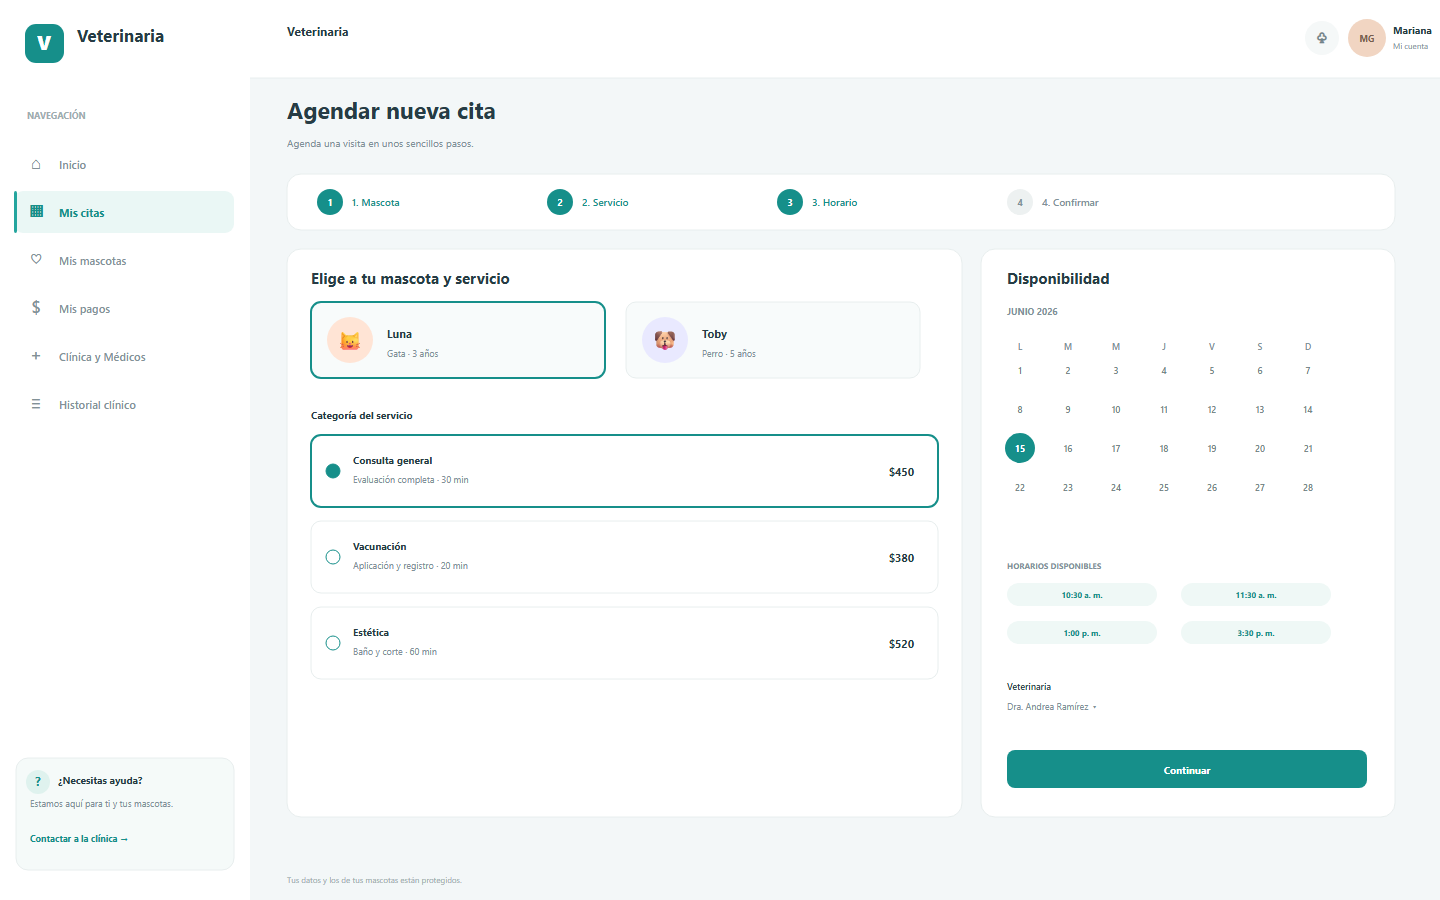 V Veterinaria
NAVEGACIÓN
Inicio
Mis citas
Mis mascotas
$ Mis pagos
+ Clínica y Médicos
Historial clínico
? ¿Necesitas ayuda?
Estamos aquí para ti y tus mascotas.
Contactar a la clínica →
Veterinaria
MG Mariana
Mi cuenta
Agendar nueva cita
Agenda una visita en unos sencillos pasos.
1 1. Mascota 2 2. Servicio 3 3. Horario 4 4. Confirmar
Elige a tu mascota y servicio
Luna
Gata · 3 años
Toby
Perro · 5 años
Categoría del servicio
Consulta general
Evaluación completa · 30 min
$450
Vacunación
Aplicación y registro · 20 min
$380
Estética
Baño y corte · 60 min
$520
Disponibilidad
JUNIO 2026
L M M J V S D
1 2 3 4 5 6 7
8 9 10 11 12 13 14
15 16 17 18 19 20 21
22 23 24 25 26 27 28
HORARIOS DISPONIBLES
10:30 a. m. 11:30 a. m.
1:00 p. m. 3:30 p. m.
Veterinaria
Dra. Andrea Ramírez
Continuar
Tus datos y los de tus mascotas están protegidos.